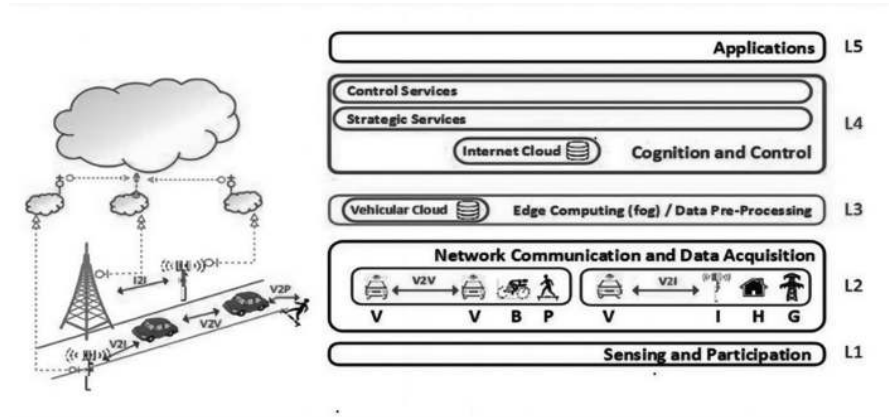 Applications L5
Control Services
Strategic Services
L4
Internet Cloud Cognition and Control
Vehicular Cloud Edge Computing (fog) / Data Pre-Processing L3
Network Communication and Data Acquisition
V2V V2I L2
V V B P V I H G
Sensing and Participation L1
I2I
V2P
V2V
V2I